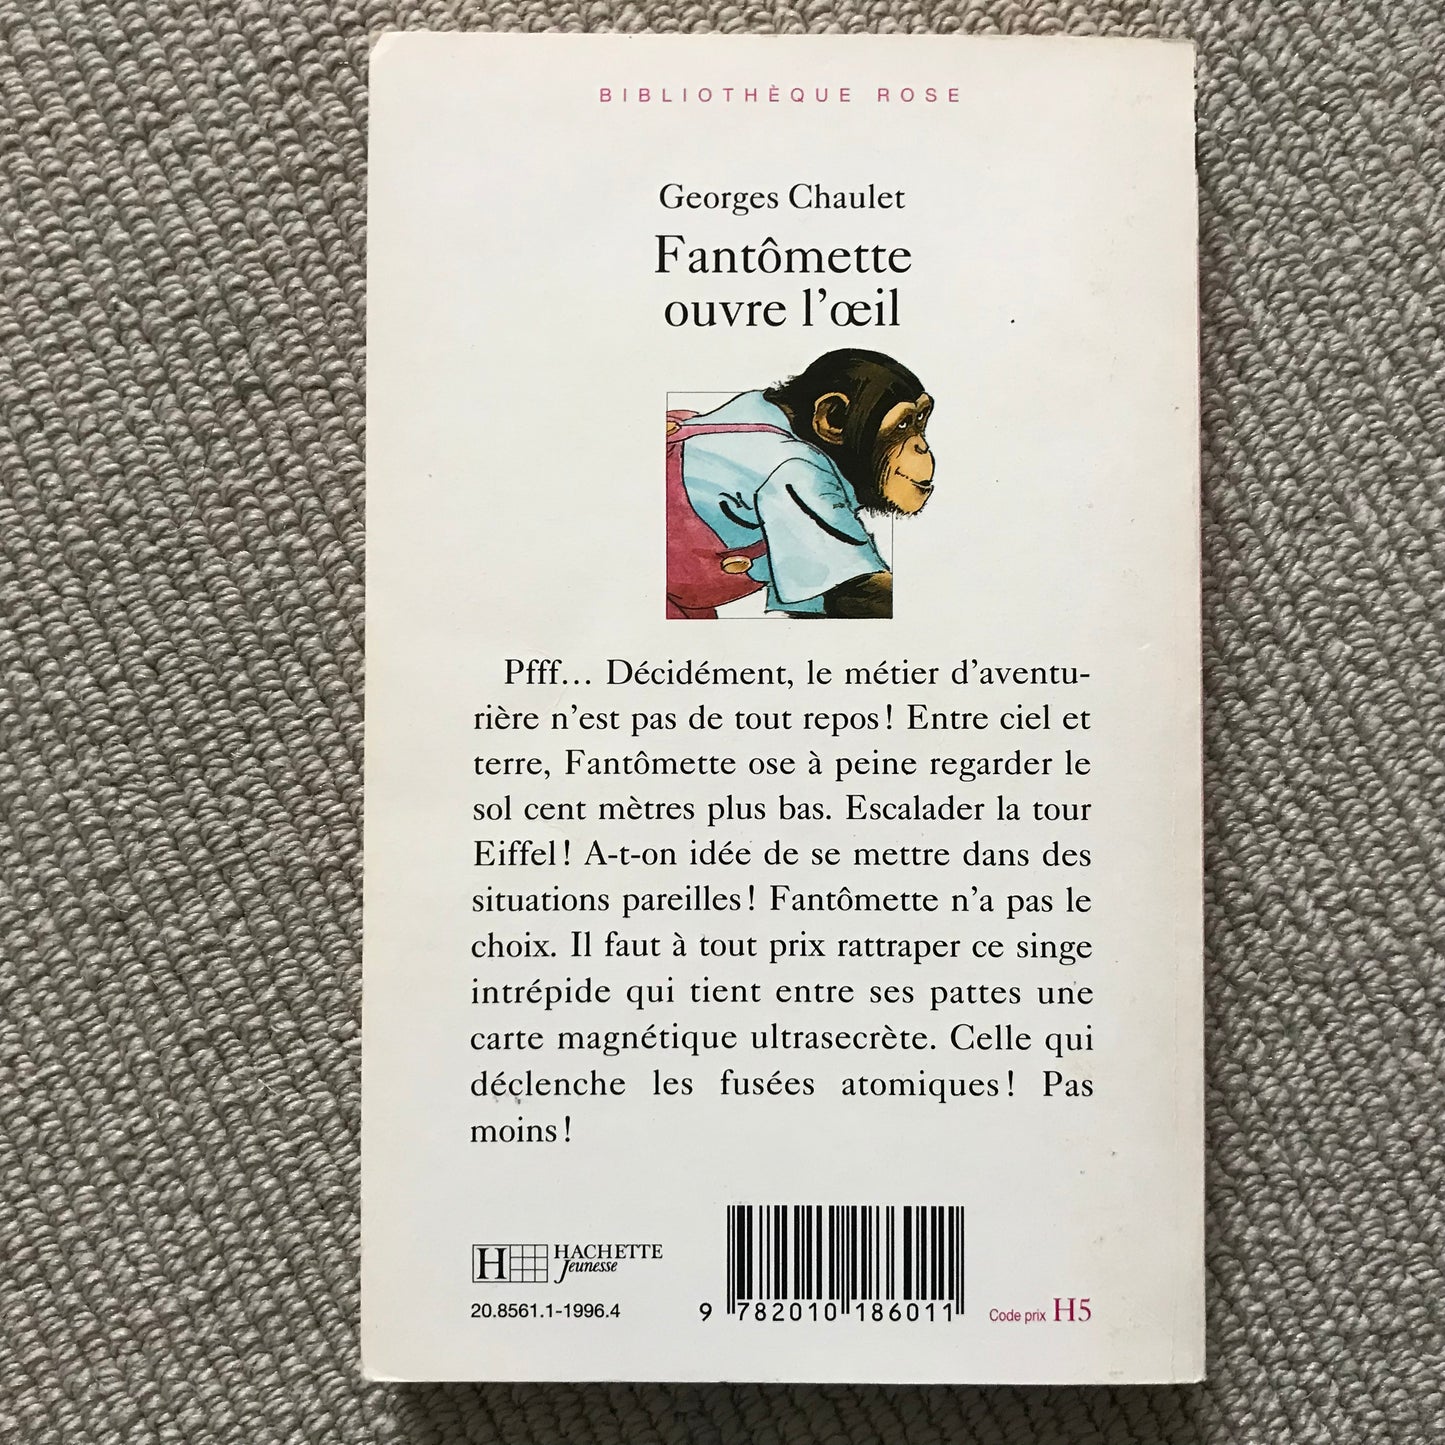 BIBLIOTHÈQUE ROSE
Georges Chaulet
Fantômette
ouvre l'œil
Pfff... Décidément, le métier d'aventu-
rière n'est pas de tout repos ! Entre ciel et
terre, Fantômette ose à peine regarder le
sol cent mètres plus bas. Escalader la tour
Eiffel ! A-t-on idée de se mettre dans des
situations pareilles ! Fantômette n'a pas le
choix. Il faut à tout prix rattraper ce singe
intrépide qui tient entre ses pattes une
carte magnétique ultrasecrète. Celle qui
déclenche les fusées atomiques ! Pas
moins !
H HACHETTE
Jeunesse
20.8561.1-1996.4
9 782010 186011
Code prix H5